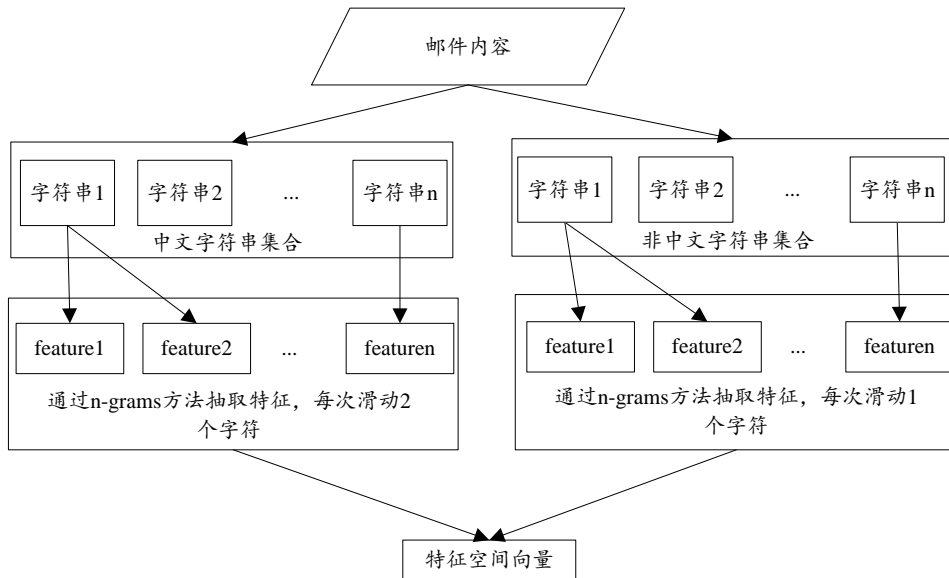 邮件内容
字符串1
字符串2
...
字符串n
中文字符串集合
字符串1
字符串2
...
字符串n
非中文字符串集合
feature1
feature2
...
featuren
通过n-grams方法抽取特征，每次滑动2
个字符
feature1
feature2
...
featuren
通过n-grams方法抽取特征，每次滑动1
个字符
特征空间向量